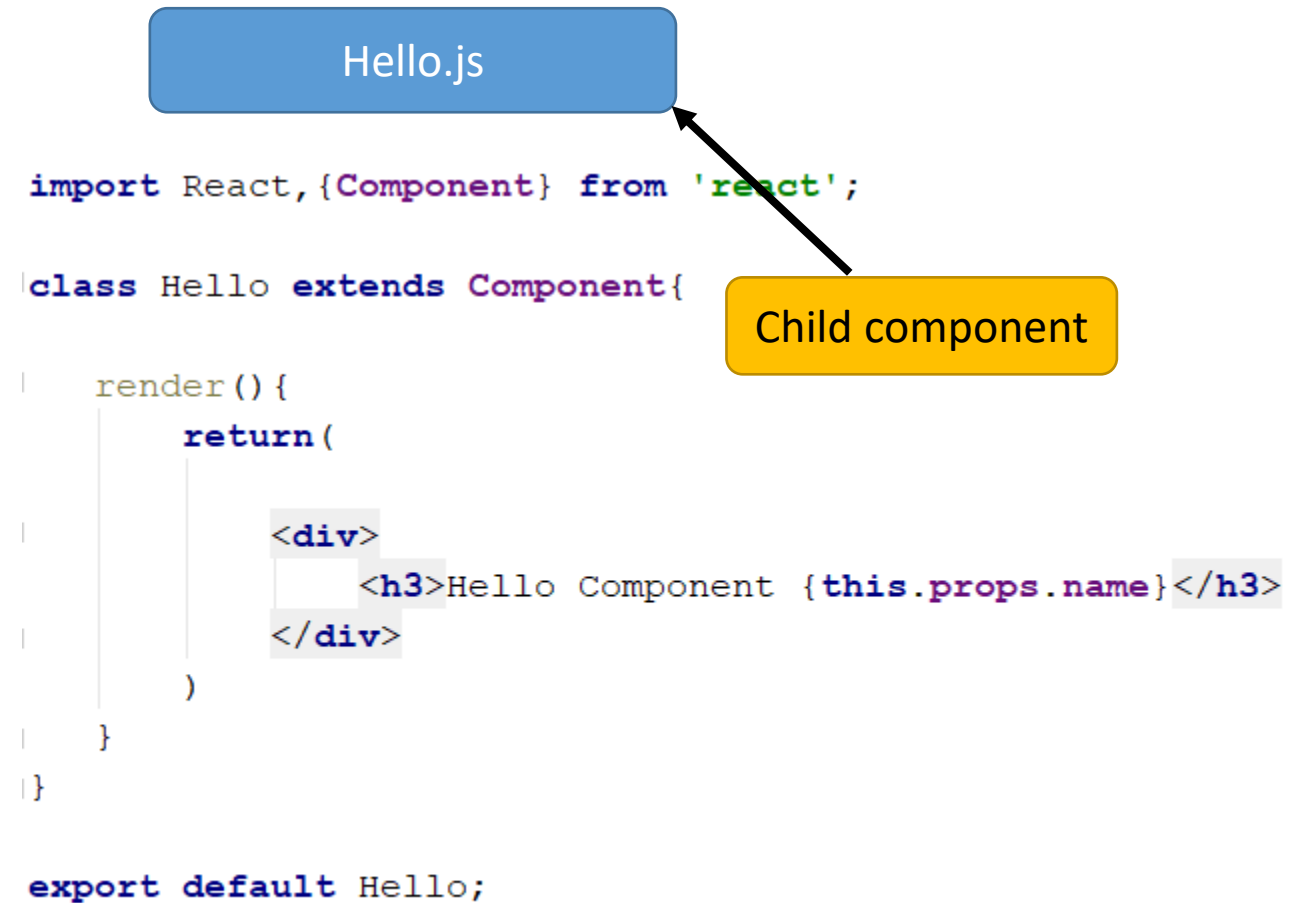 Hello.js
import React,{Component} from 'react';
class Hello extends Component{
Child component
render(){
return(
<div>
<h3>Hello Component {this.props.name}</h3>
</div>
)
}
}
export default Hello;